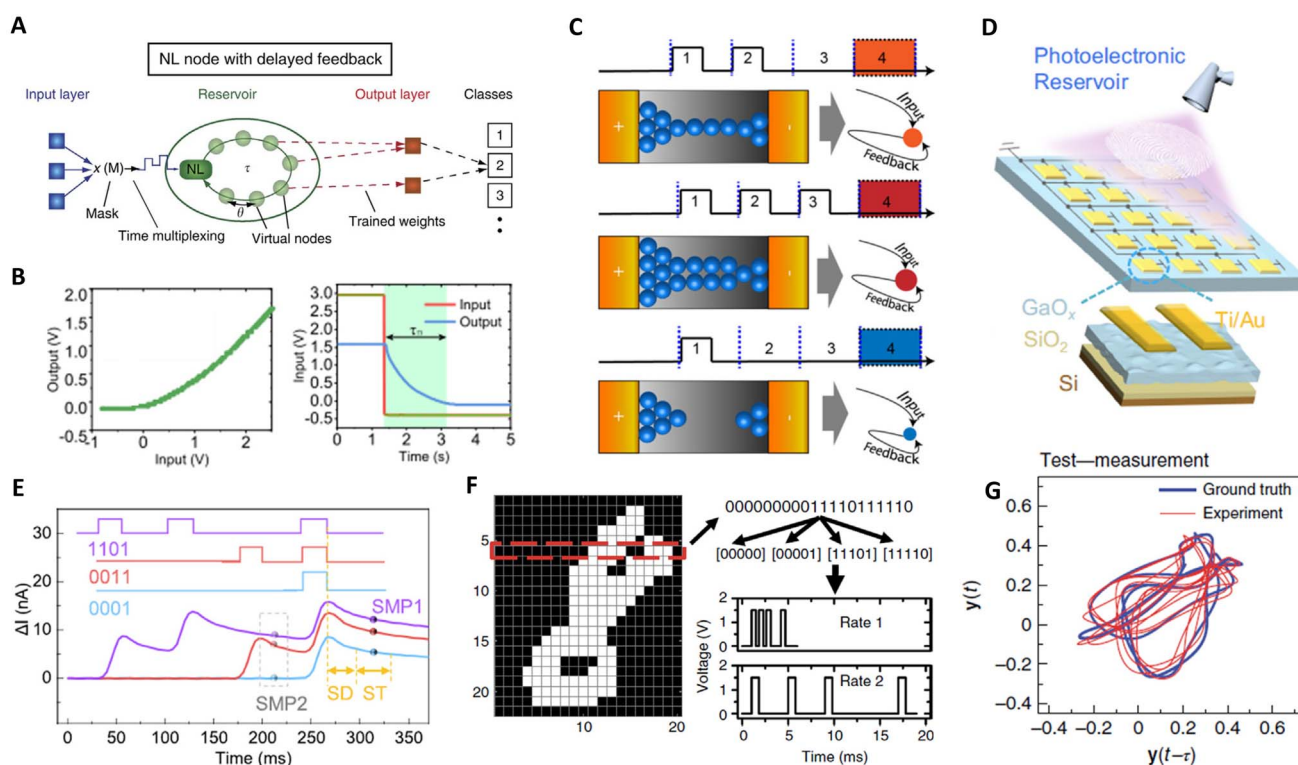 A
NL node with delayed feedback
Input layer
Reservoir
Output layer
Classes
x (M)
NL
τ
θ
1
2
3
Mask
Time multiplexing
Virtual nodes
Trained weights
B
2.0
1.5
1.0
0.5
0.0
-0.5
Output (V)
-1
0
1
2
Input (V)
3.0
2.5
2.0
1.5
1.0
0.5
0.0
-0.5
Input (V)
Input
Output
0
1
2
3
4
5
Time (s)
C
1
2
3
4
+
-
Input
Feedback
1
2
3
4
+
-
Input
Feedback
1
2
3
4
+
-
Input
Feedback
D
Photoelectronic
Reservoir
GaOx
Ti/Au
SiO2
Si
E
30
20
10
0
ΔI (nA)
1101
0011
0001
SMP1
SMP2
SD
ST
0
50
100
150
200
250
300
350
Time (ms)
F
5
10
15
20
10
20
000000000011110111110
[00000] [00001] [11101] [11110]
Voltage (V)
2
1
0
Rate 1
2
1
0
Rate 2
0
5
10
15
20
Time (ms)
Test—measurement
G
Ground truth
Experiment
0.4
0.2
0
−0.2
−0.4
y(t)
−0.4
−0.2
0
0.2
0.4
y(t−τ)